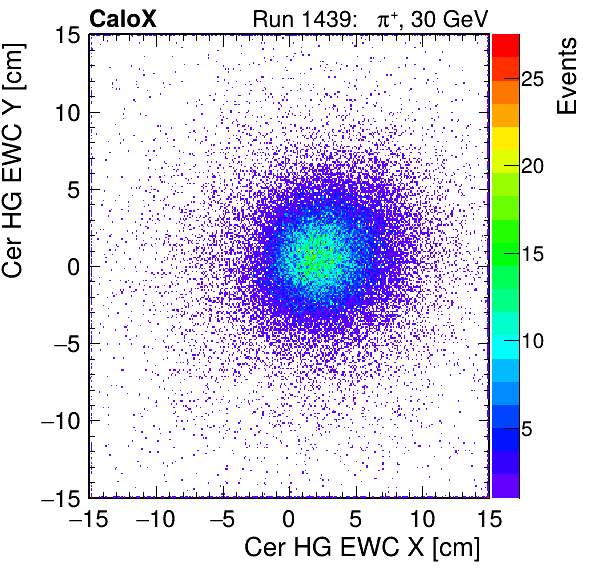 CaloX Run 1439: π⁺, 30 GeV
Cer HG EWC Y [cm]
15
10
5
0
−5
−10
−15
−15 −10 −5 0 5 10 15
Cer HG EWC X [cm]
Events
25
20
15
10
5